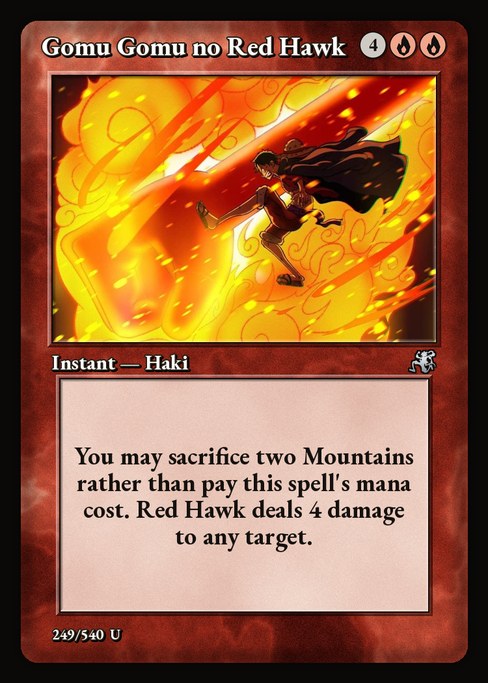 Gomu Gomu no Red Hawk 4
Instant — Haki
You may sacrifice two Mountains
rather than pay this spell's mana
cost. Red Hawk deals 4 damage
to any target.
249/540 U